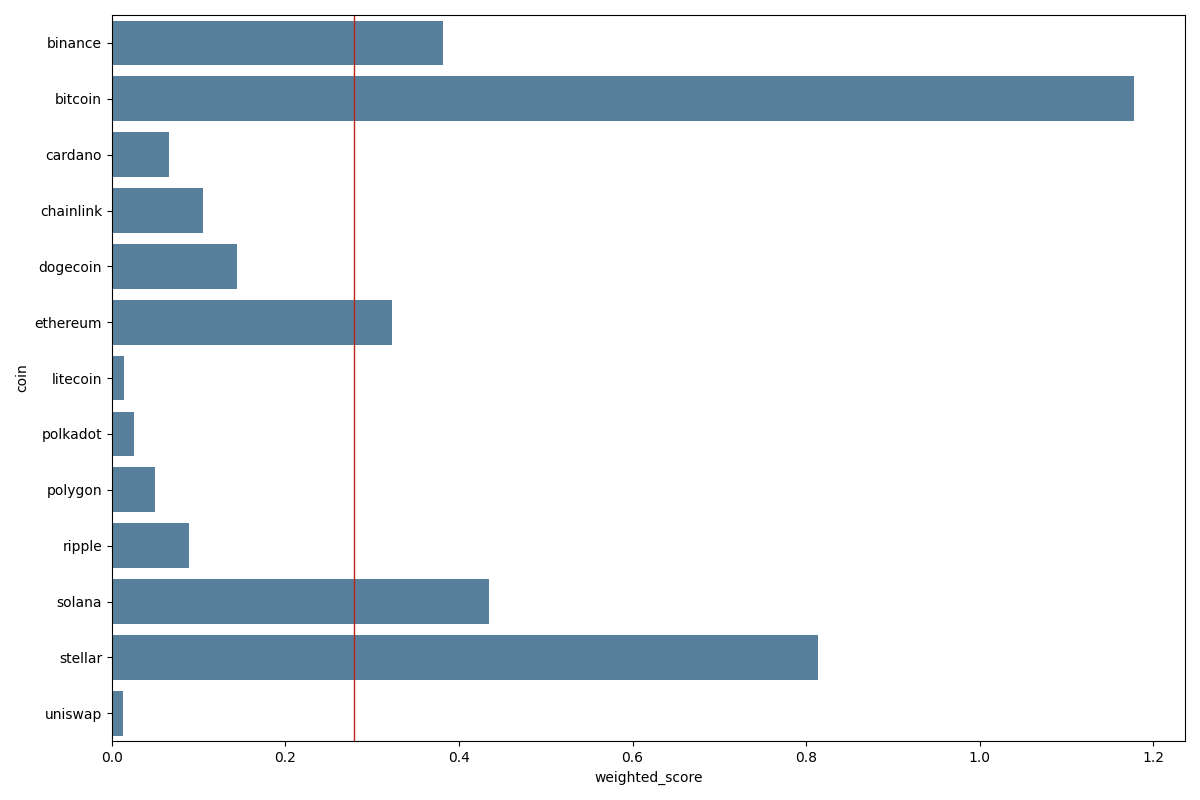 binance
bitcoin
cardano
chainlink
dogecoin
ethereum
litecoin
polkadot
polygon
ripple
solana
stellar
uniswap
coin
0.0 0.2 0.4 0.6 0.8 1.0 1.2
weighted_score